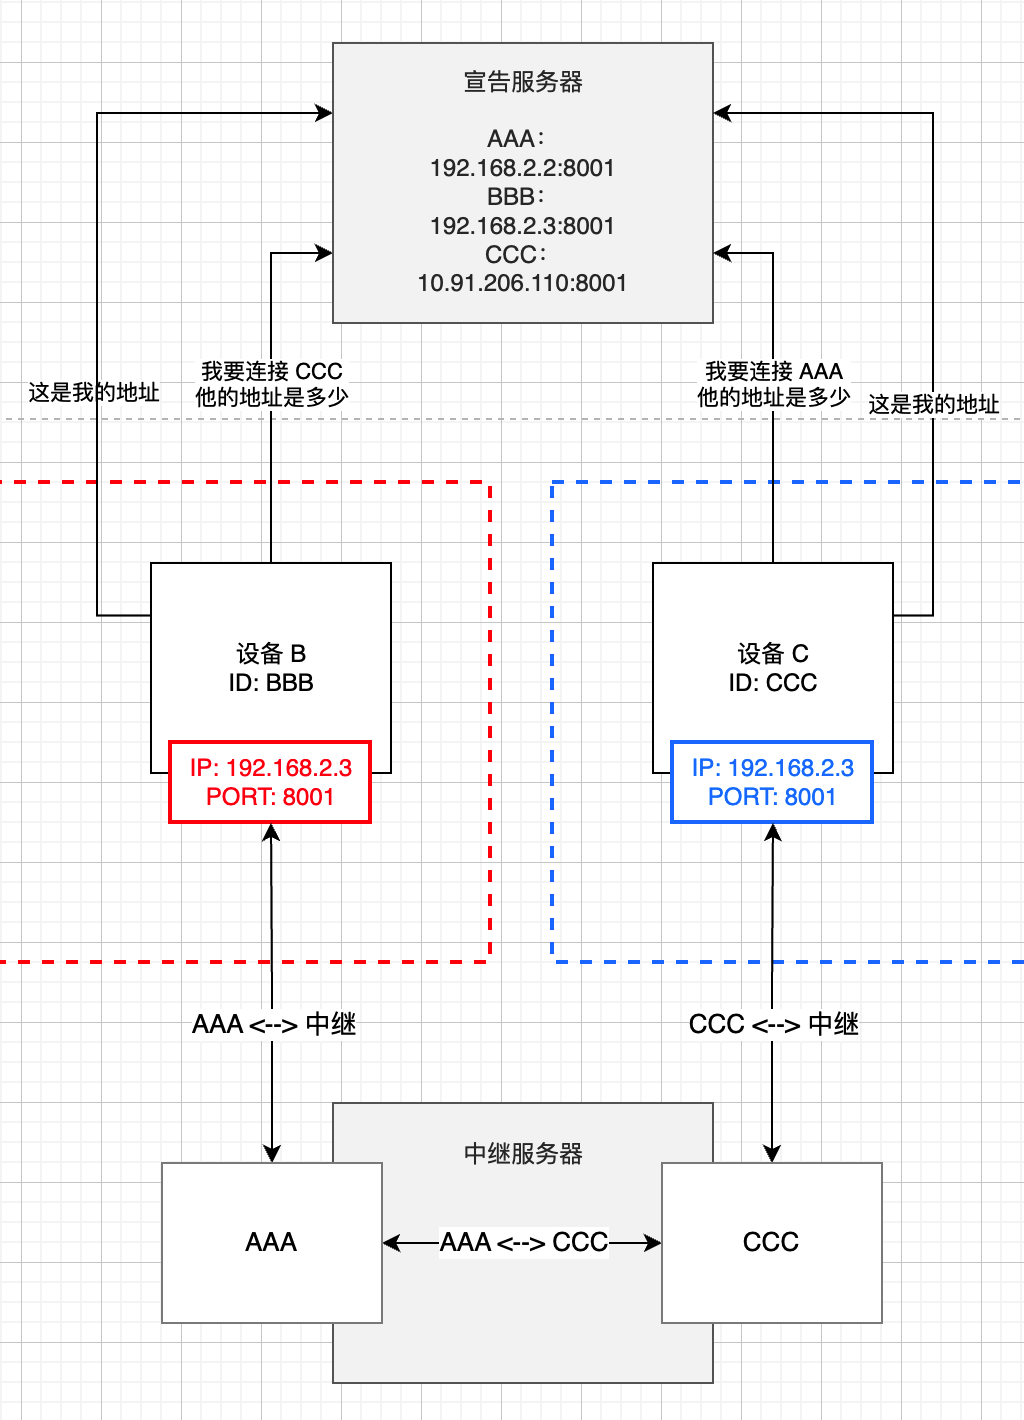 宣告服务器
AAA：
192.168.2.2:8001
BBB：
192.168.2.3:8001
CCC：
10.91.206.110:8001
这是我的地址
我要连接 CCC
他的地址是多少
我要连接 AAA
他的地址是多少
这是我的地址
设备 B
ID: BBB
IP: 192.168.2.3
PORT: 8001
设备 C
ID: CCC
IP: 192.168.2.3
PORT: 8001
AAA <--> 中继
CCC <--> 中继
中继服务器
AAA
AAA <--> CCC
CCC